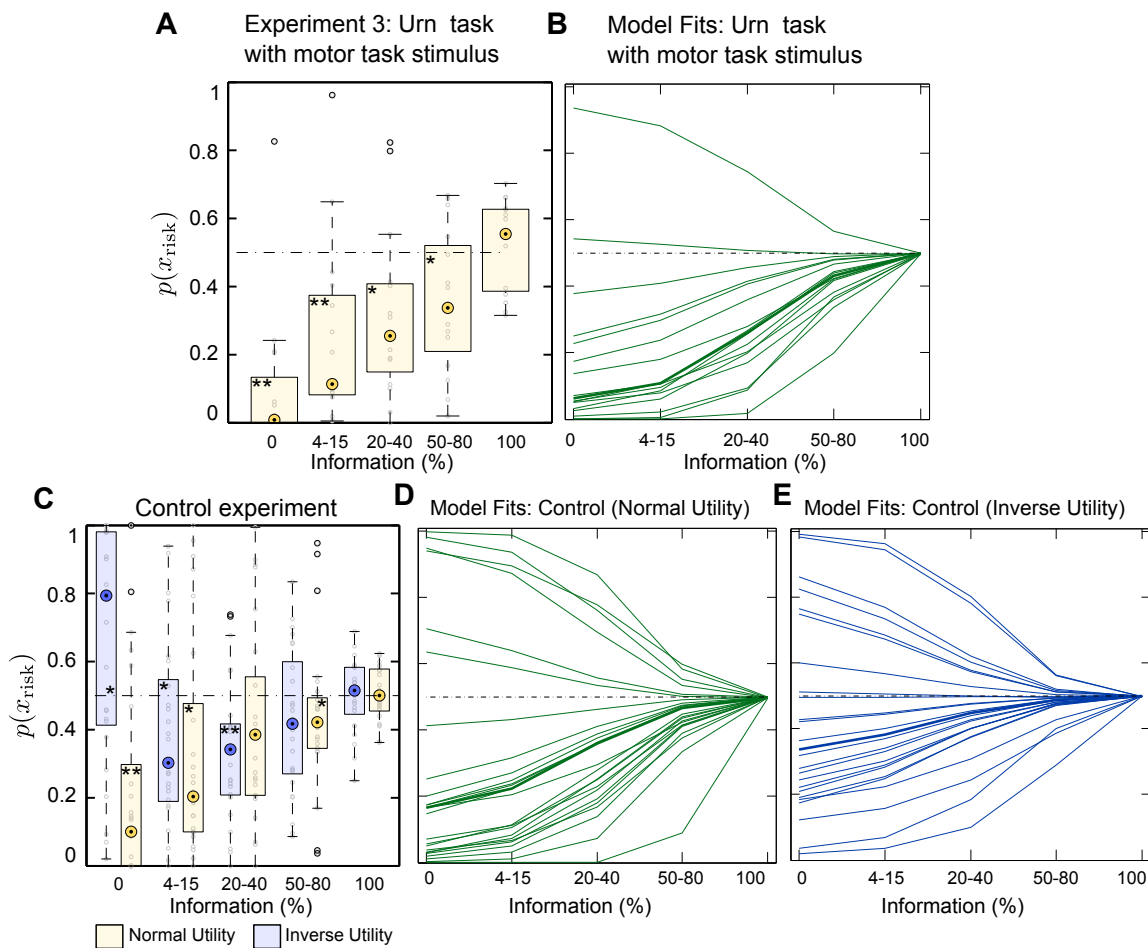 A
Experiment 3: Urn task
with motor task stimulus
B
Model Fits: Urn task
with motor task stimulus
1
0.8
0.6
0.4
0.2
0
p(x_risk)
**
**
*
*
0 4-15 20-40 50-80 100
Information (%)
0 4-15 20-40 50-80 100
Information (%)
C
Control experiment
D
Model Fits: Control (Normal Utility)
E
Model Fits: Control (Inverse Utility)
1
0.8
0.6
0.4
0.2
0
p(x_risk)
*
**
*
*
**
*
0 4-15 20-40 50-80 100
Information (%)
0 4-15 20-40 50-80 100
Information (%)
0 4-15 20-40 50-80 100
Information (%)
Normal Utility
Inverse Utility